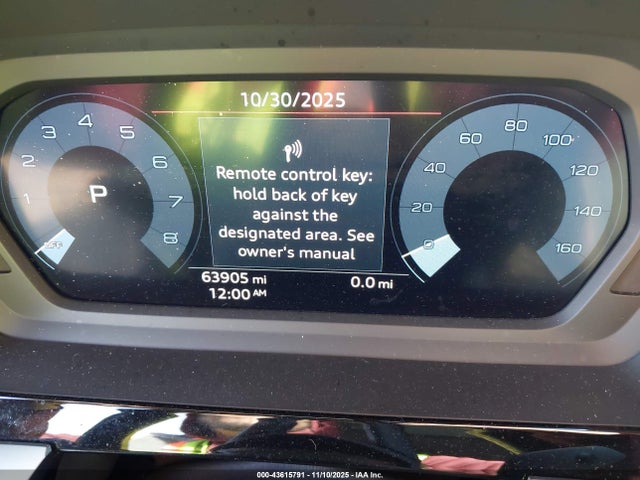 10/30/2025
Remote control key:
hold back of key
against the
designated area. See
owner's manual
63905 mi
0.0 mi
12:00 AM
P
OFF
1
2
3
4
5
6
7
8
0
20
40
60
80
100
120
140
160
000-43615791 - 11/10/2025 - IAA Inc.